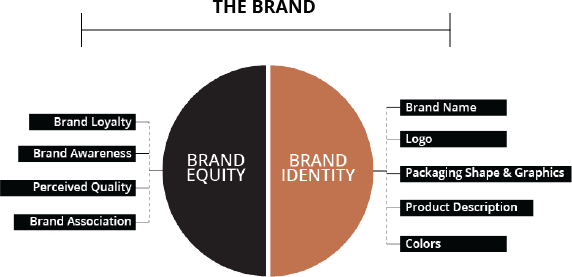 THE BRAND
Brand Loyalty
Brand Awareness
Perceived Quality
Brand Association
BRAND
EQUITY
BRAND
IDENTITY
Brand Name
Logo
Packaging Shape & Graphics
Product Description
Colors